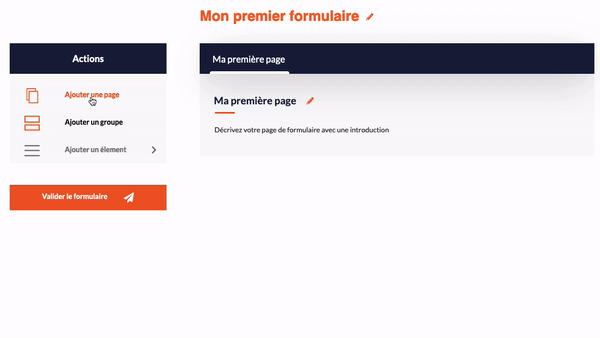 Mon premier formulaire
Actions
Ajouter une page
Ajouter un groupe
Ajouter un élement
Valider le formulaire
Ma première page
Ma première page
Décrivez votre page de formulaire avec une introduction